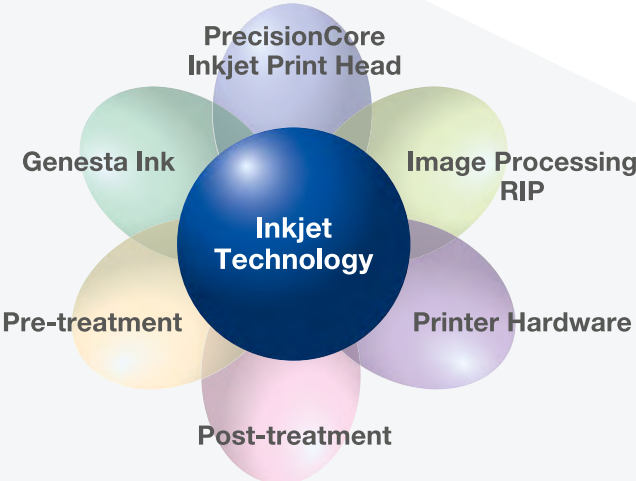 PrecisionCore
Inkjet Print Head
Genesta Ink
Image Processing
RIP
Inkjet
Technology
Pre-treatment
Printer Hardware
Post-treatment